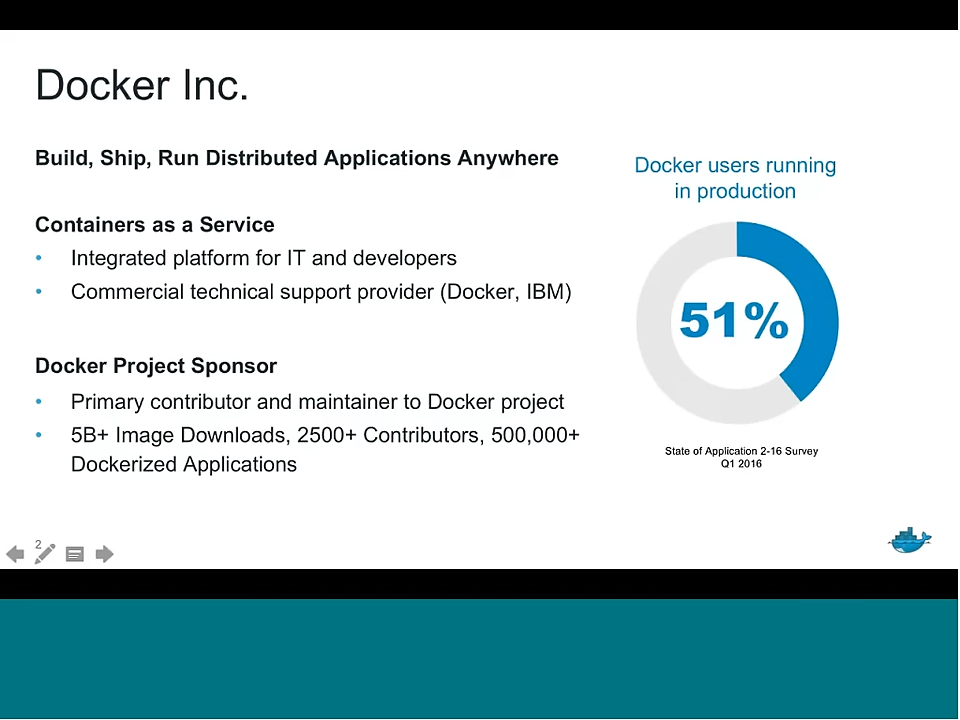 Docker Inc.
Build, Ship, Run Distributed Applications Anywhere
Containers as a Service
• Integrated platform for IT and developers
• Commercial technical support provider (Docker, IBM)
Docker Project Sponsor
• Primary contributor and maintainer to Docker project
• 5B+ Image Downloads, 2500+ Contributors, 500,000+
Dockerized Applications
Docker users running
in production
51%
State of Application 2-16 Survey
Q1 2016
2